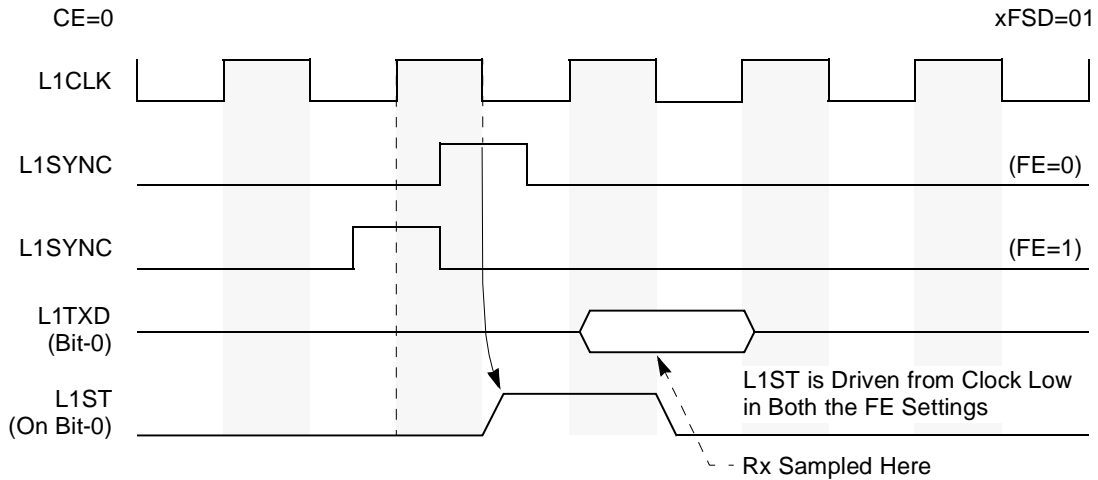 CE=0
xFSD=01
L1CLK
L1SYNC
(FE=0)
L1SYNC
(FE=1)
L1TXD
(Bit-0)
L1ST is Driven from Clock Low
in Both the FE Settings
L1ST
(On Bit-0)
Rx Sampled Here